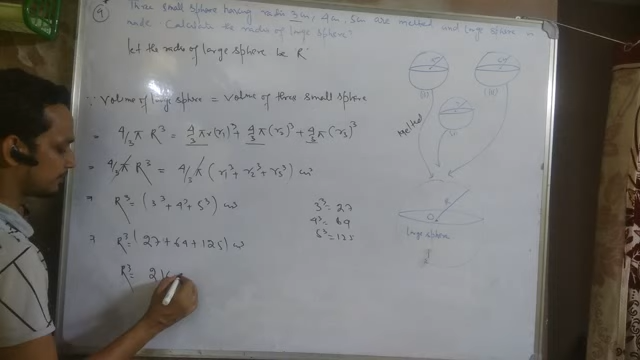 9 Three small sphere having radii 3cm, 4cm, 5cm are melted and large sphere is
made. Calculate the radius of large sphere?
Let the radius of large sphere be R
∵ Volume of large sphere = Volume of three small sphere
= 4/3 π R³ = 4/3 π (r₁)³ + 4/3 π (r₂)³ + 4/3 π (r₃)³
= 4/3 π R³ = 4/3 π (r₁³ + r₂³ + r₃³) cm³
⇒ R³ = (3³ + 4³ + 5³) cm³
⇒ R³ = (27 + 64 + 125) cm³
R³ = 21
3³ = 27
4³ = 64
5³ = 125
(I)
(III)
Melted
R
O
large sphere